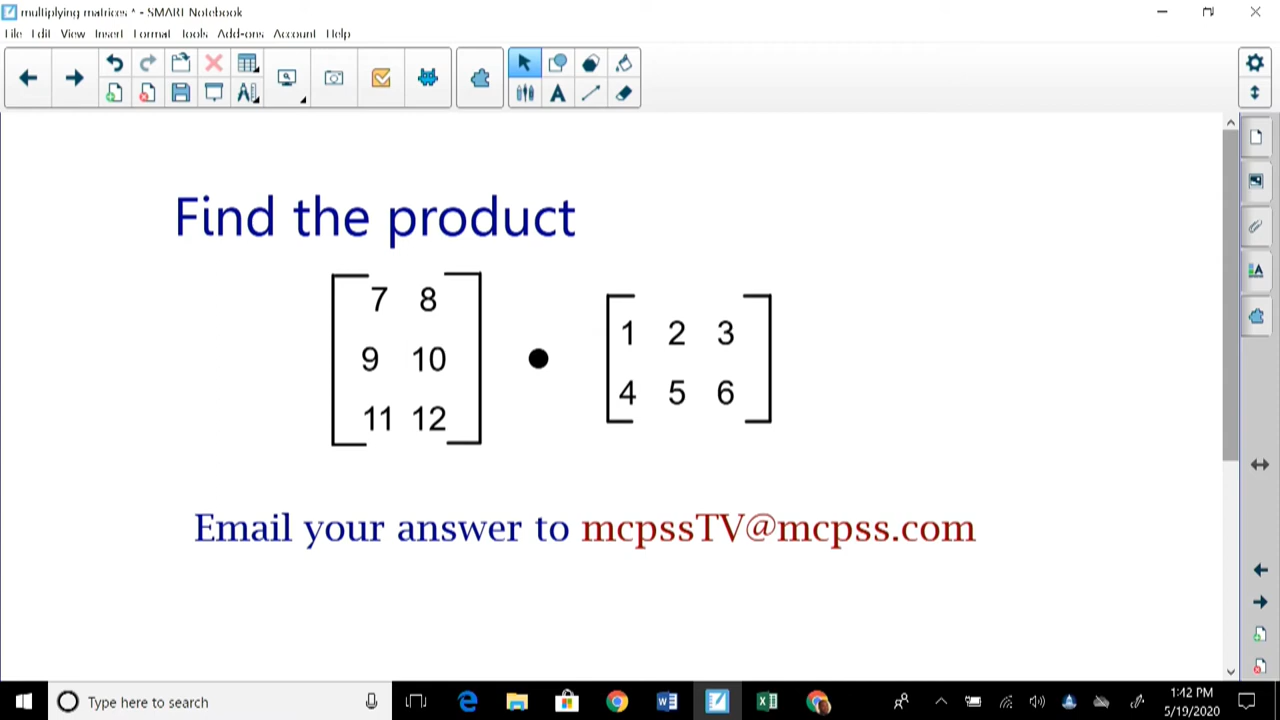 multiplying matrices * - SMART Notebook
File Edit View Insert Format Tools Add-ons Account Help
Find the product
7 8
9 10
11 12
•
1 2 3
4 5 6
Email your answer to mcpssTV@mcpss.com
Type here to search
1:42 PM
5/19/2020